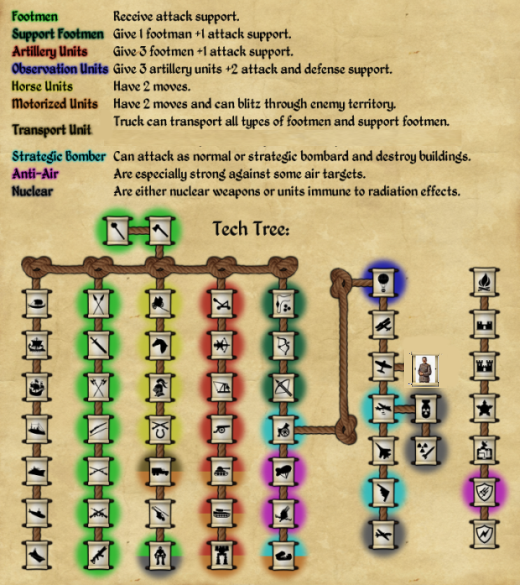 Footmen Receive attack support.
Support Footmen Give 1 footman +1 attack support.
Artillery Units Give 3 footmen +1 attack support.
Observation Units Give 3 artillery units +2 attack and defense support.
Horse Units Have 2 moves.
Motorized Units Have 2 moves and can blitz through enemy territory.
Transport Unit Truck can transport all types of footmen and support footmen.
Strategic Bomber Can attack as normal or strategic bombard and destroy buildings.
Anti-Air Are especially strong against some air targets.
Nuclear Are either nuclear weapons or units immune to radiation effects.
Tech Tree: